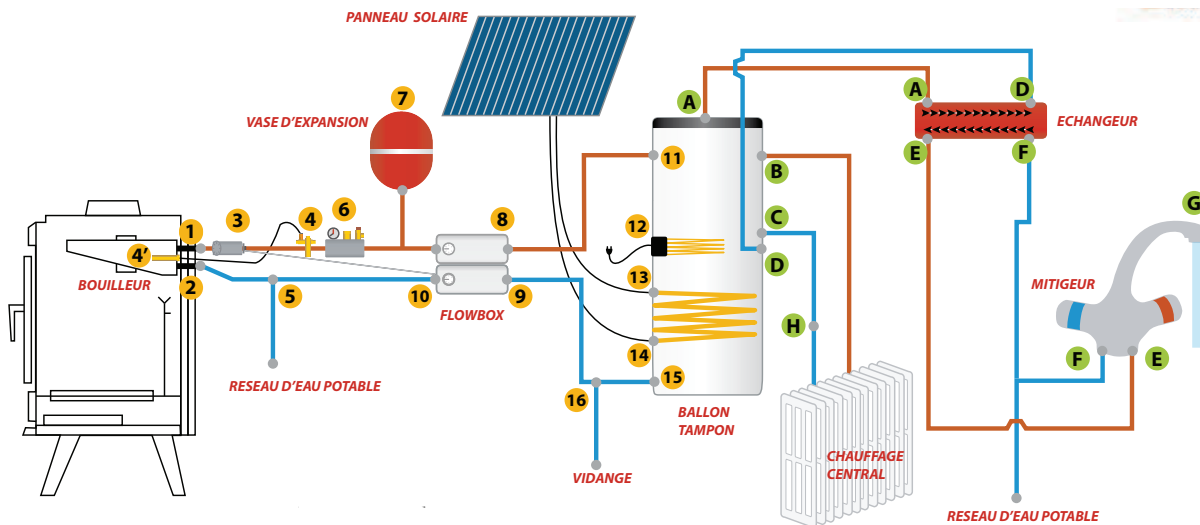 PANNEAU SOLAIRE
7
VASE D'EXPANSION
A
A
D
ECHANGEUR
E
F
11
B
G
1
3
4
6
8
12
C
4'
D
BOUILLEUR
2
5
10
9
13
FLOWBOX
MITIGEUR
H
14
F
E
RESEAU D'EAU POTABLE
15
16
BALLON
TAMPON
CHAUFFAGE
CENTRAL
VIDANGE
RESEAU D'EAU POTABLE